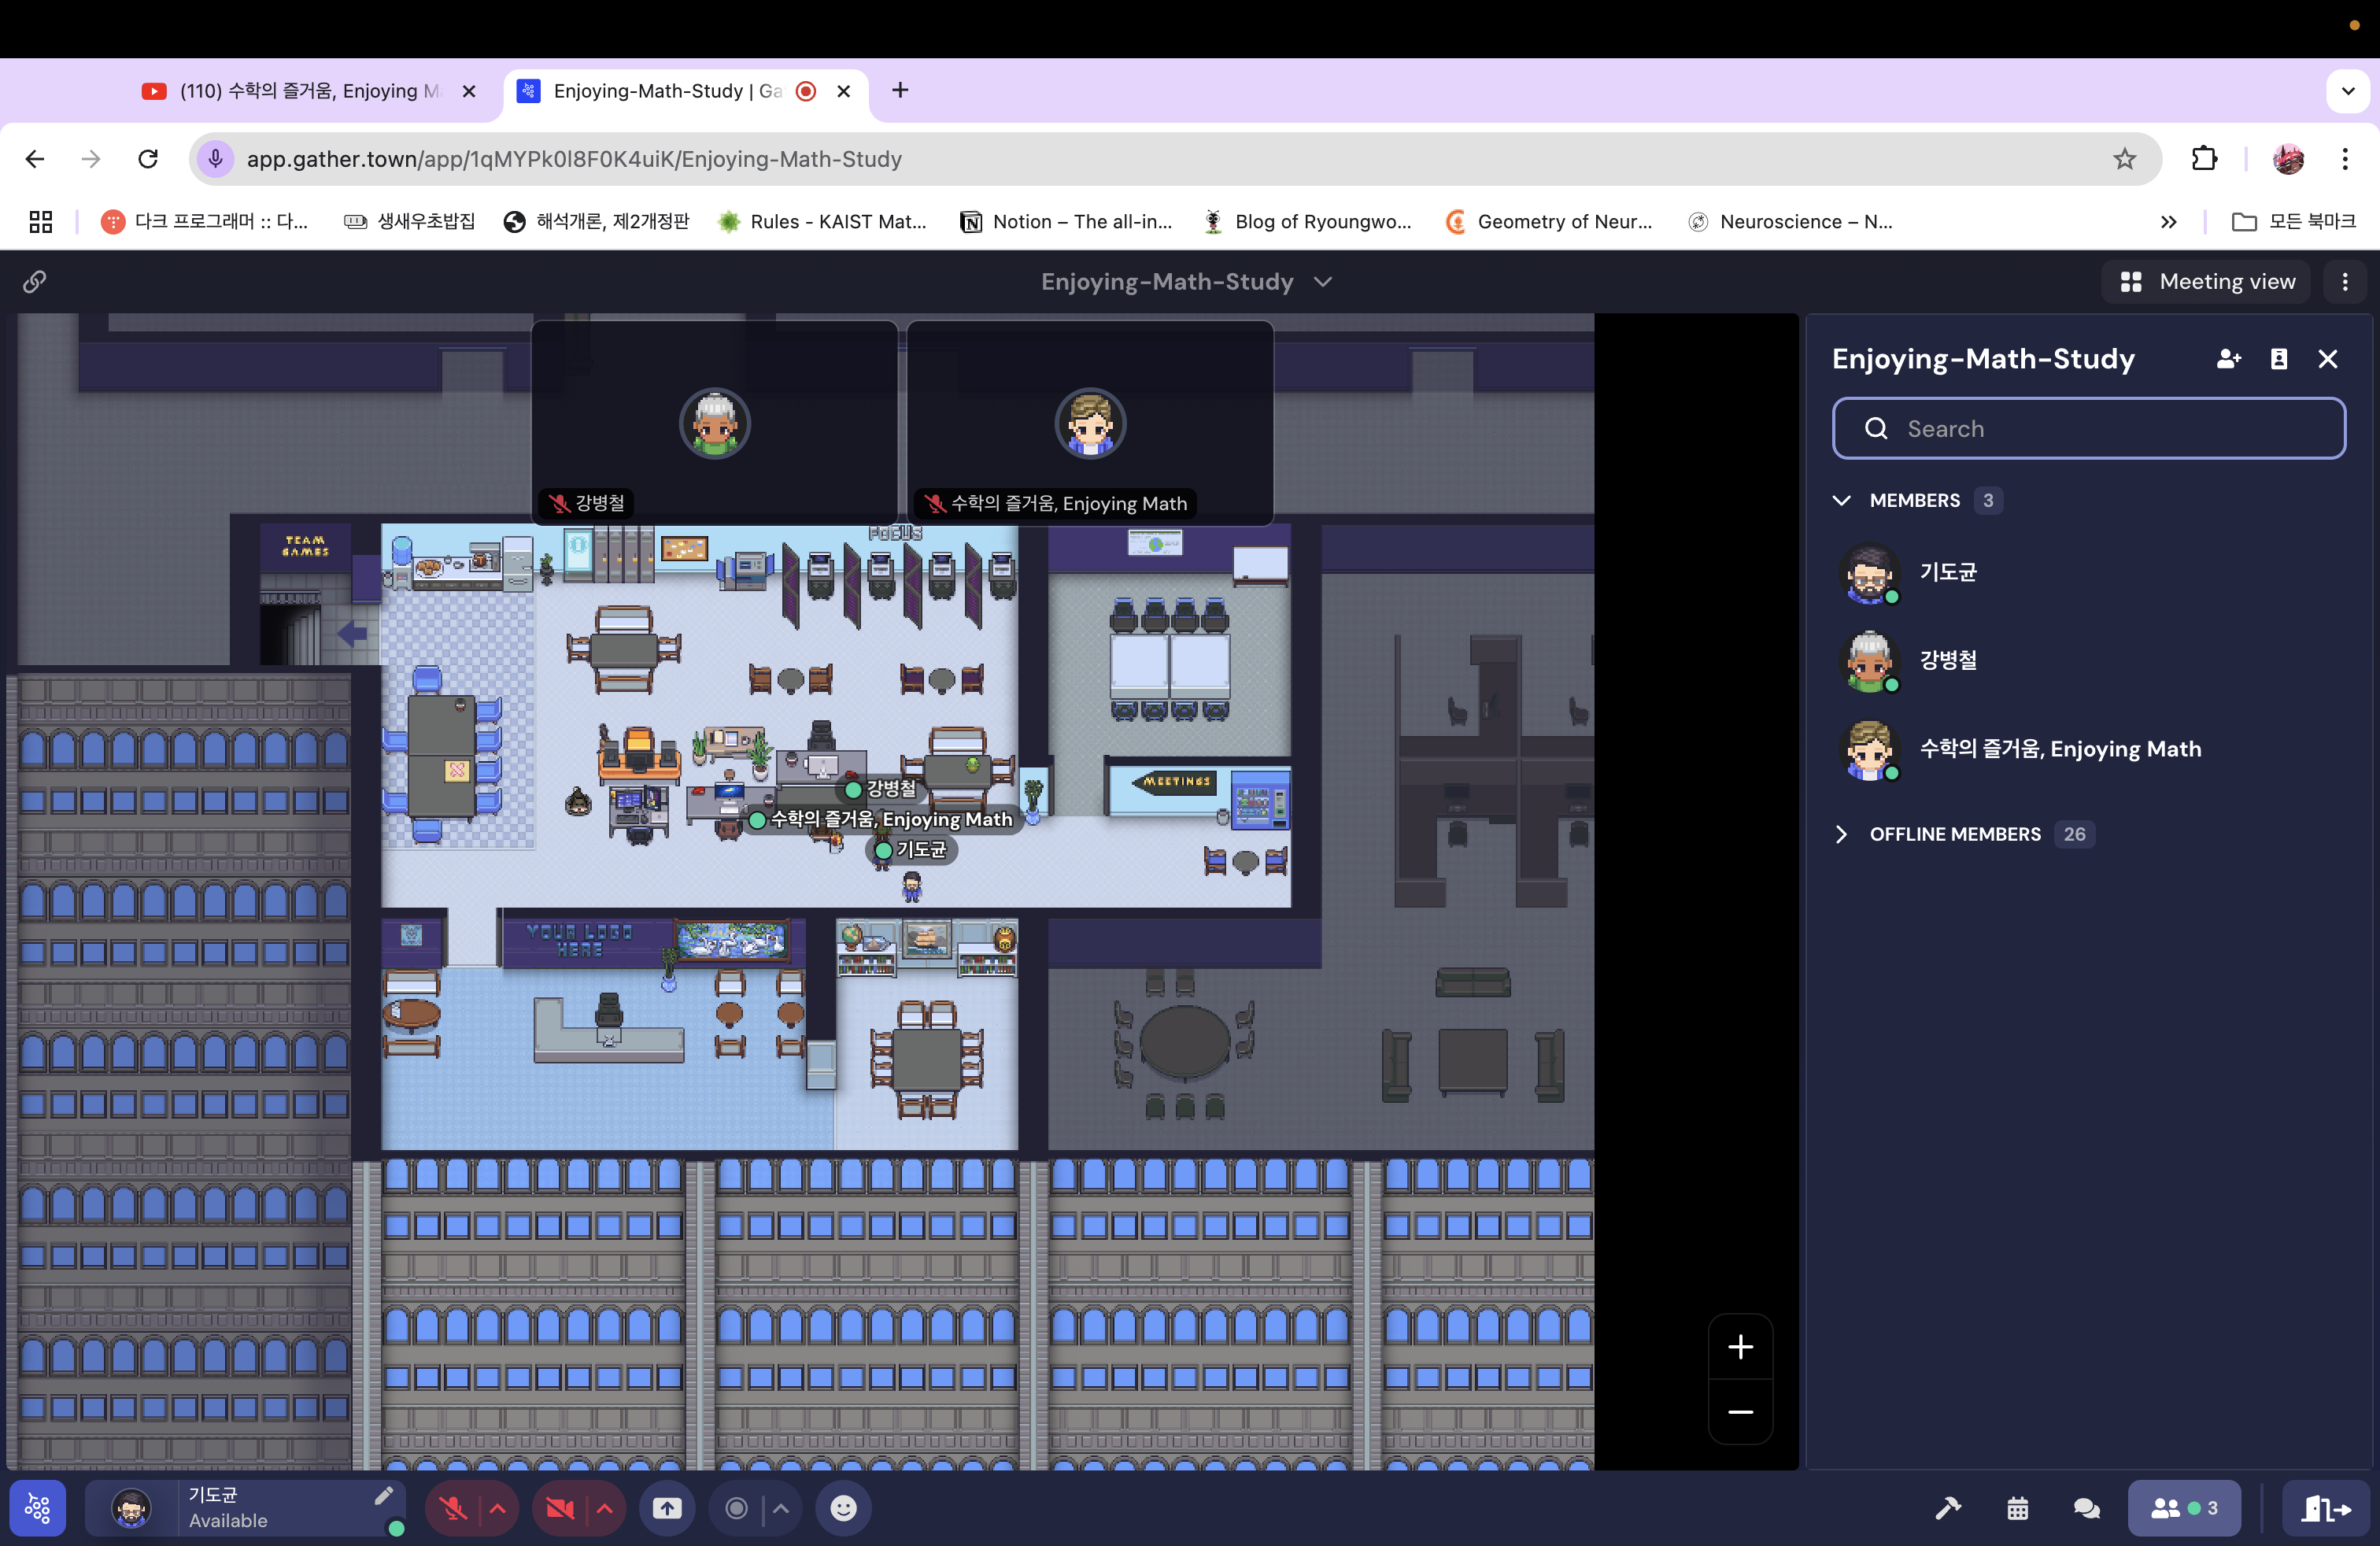 (110) 수학의 즐거움, Enjoying M
Enjoying-Math-Study | Ga
app.gather.town/app/1qMYPk0I8F0K4uiK/Enjoying-Math-Study
다크 프로그래머 :: 다...
생새우초밥집
해석개론, 제2개정판
Rules - KAIST Mat...
Notion – The all-in...
Blog of Ryoungwo...
Geometry of Neur...
Neuroscience – N...
모든 북마크
Enjoying-Math-Study
Meeting view
강병철
수학의 즐거움, Enjoying Math
TEAM
GAMES
FOCUS
MEETINGS
강병철
수학의 즐거움, Enjoying Math
기도균
YOUR LOGO
HERE
Enjoying-Math-Study
Search
MEMBERS 3
기도균
강병철
수학의 즐거움, Enjoying Math
OFFLINE MEMBERS 26
기도균
Available
3